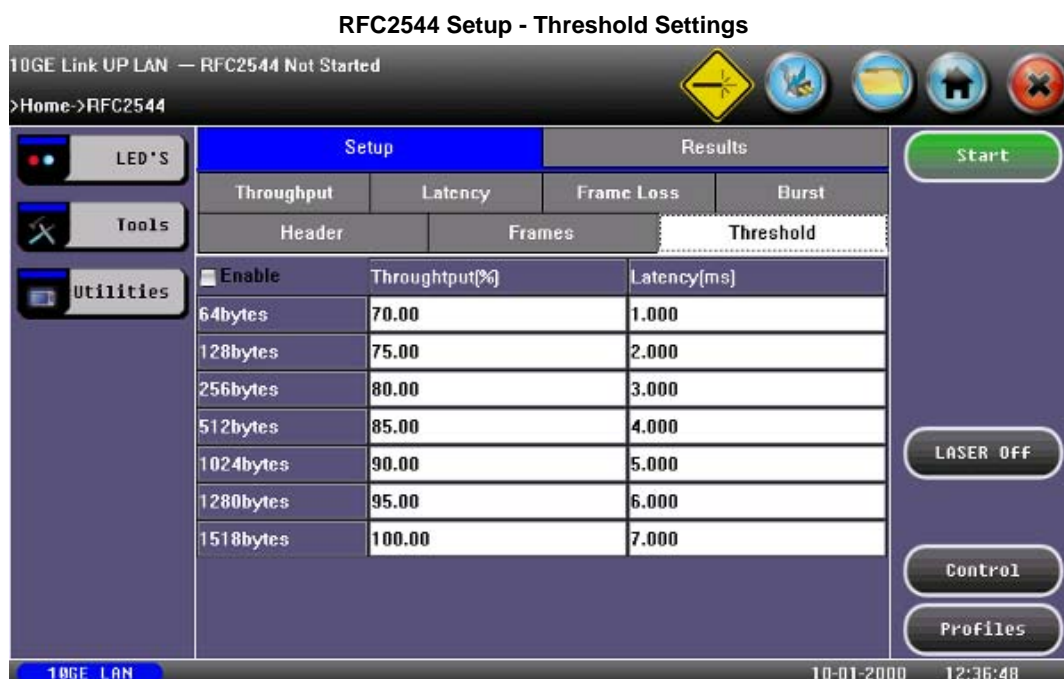 RFC2544 Setup - Threshold Settings
10GE Link UP LAN — RFC2544 Not Started
>Home->RFC2544
LED'S
Tools
Utilities
Setup Results
Throughput Latency Frame Loss Burst
Header Frames Threshold
Enable Throughtput(%) Latency(ms)
64bytes 70.00 1.000
128bytes 75.00 2.000
256bytes 80.00 3.000
512bytes 85.00 4.000
1024bytes 90.00 5.000
1280bytes 95.00 6.000
1518bytes 100.00 7.000
Start
LASER OFF
Control
Profiles
10GE LAN 10-01-2000 12:36:48